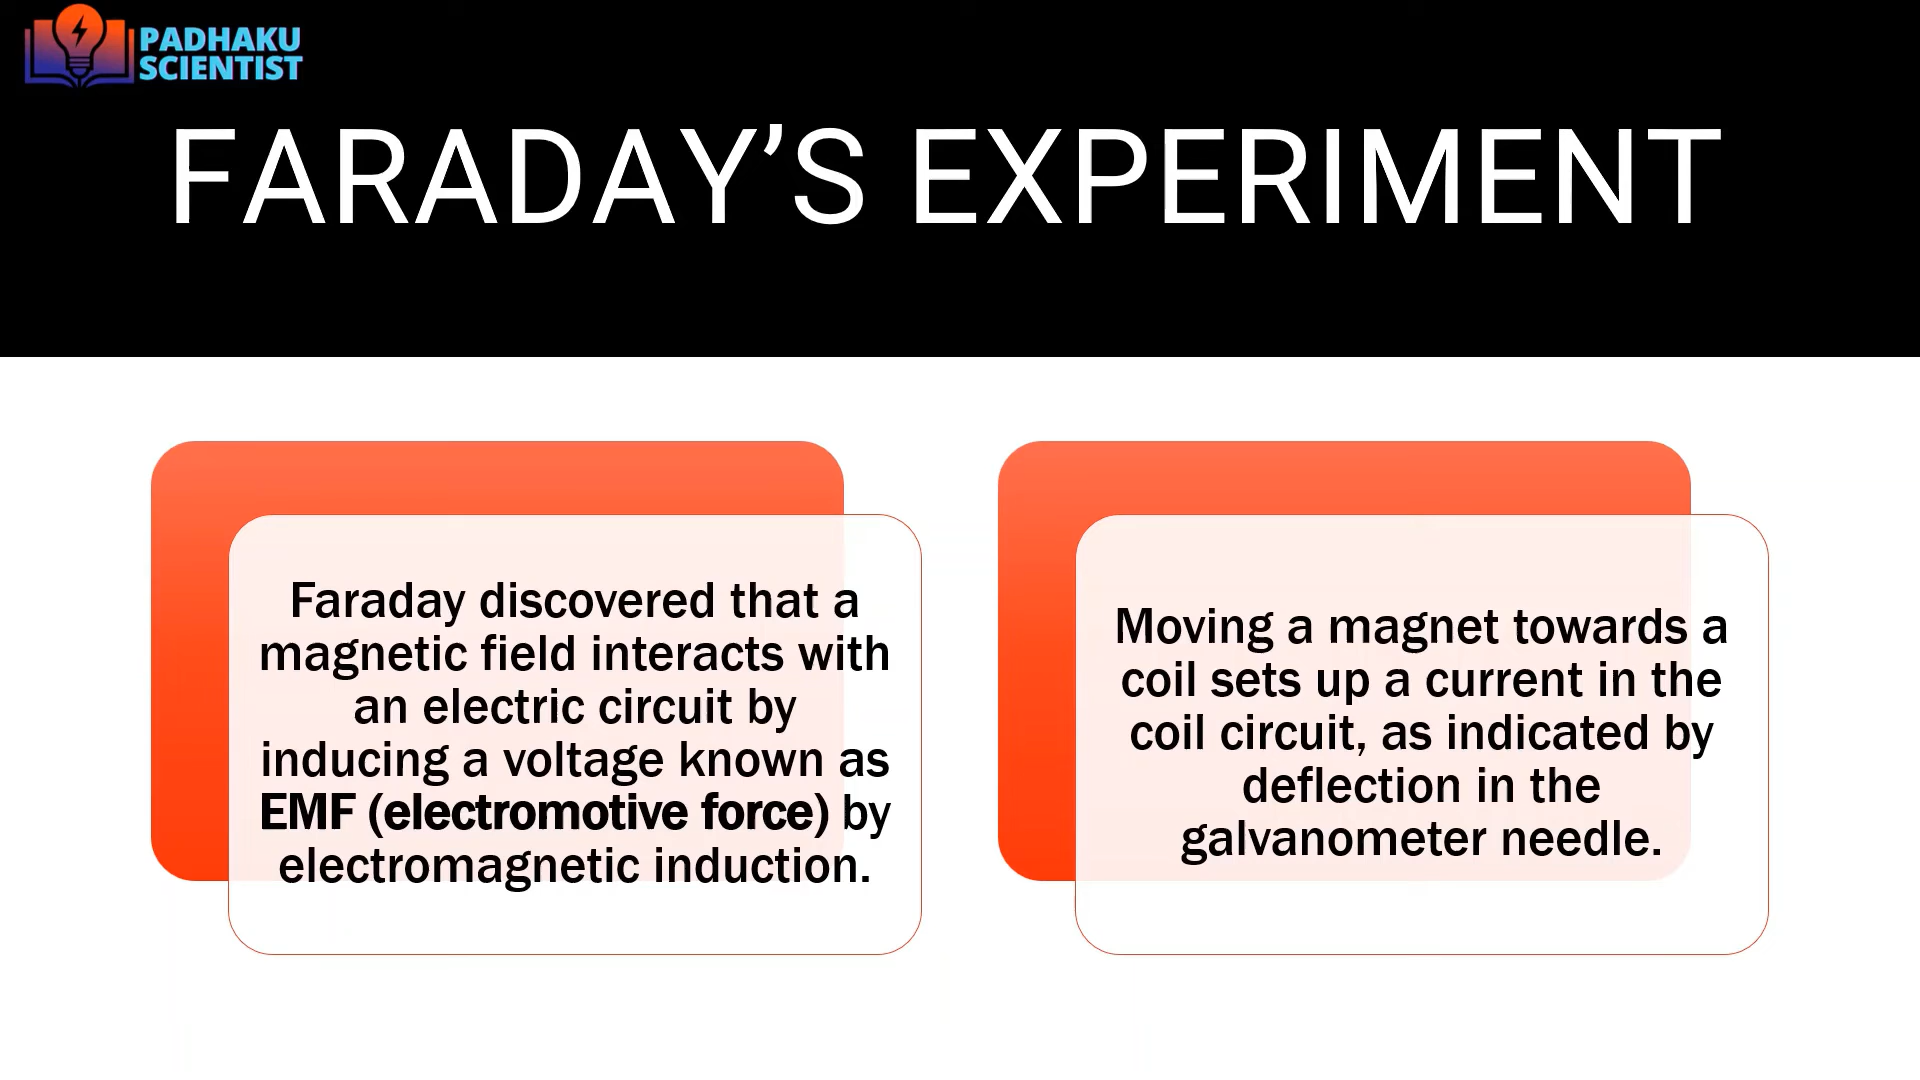 PADHAKU
SCIENTIST
FARADAY’S EXPERIMENT
Faraday discovered that a
magnetic field interacts with
an electric circuit by
inducing a voltage known as
EMF (electromotive force) by
electromagnetic induction.
Moving a magnet towards a
coil sets up a current in the
coil circuit, as indicated by
deflection in the
galvanometer needle.